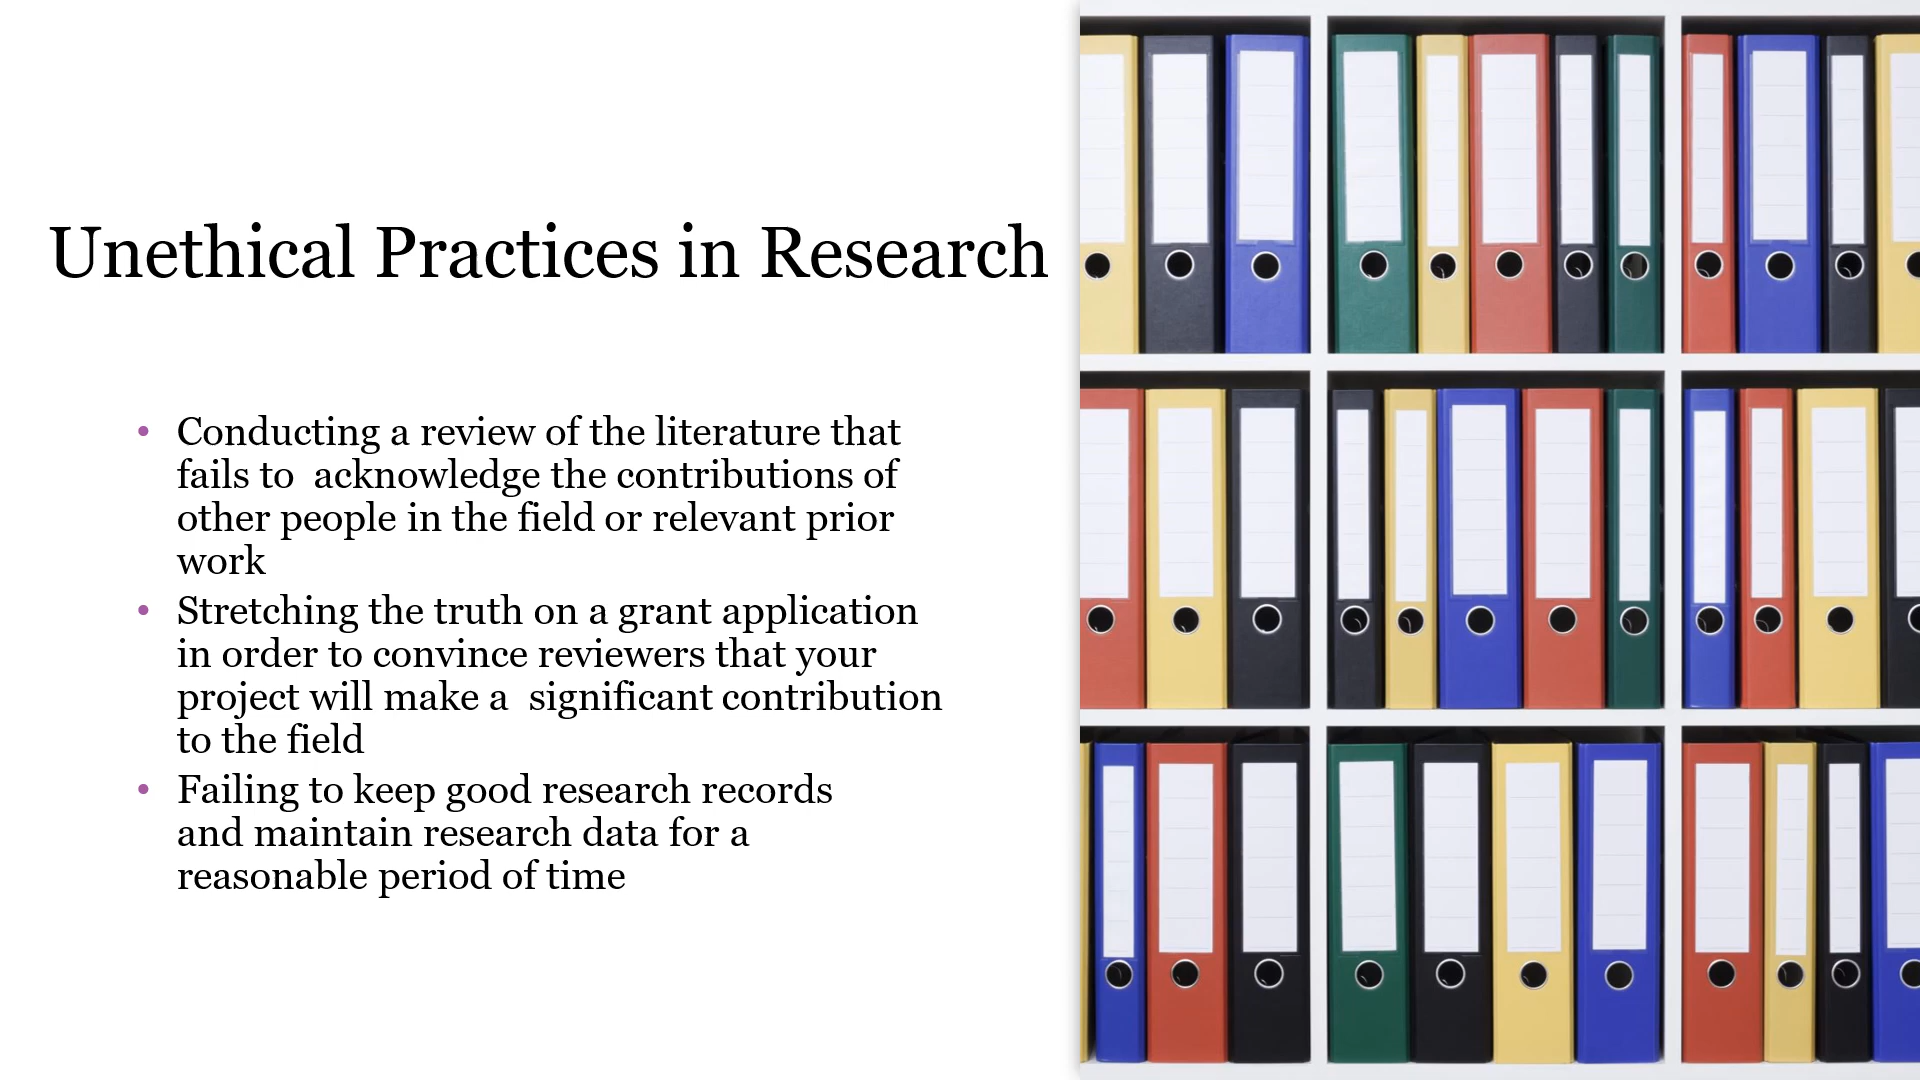 Unethical Practices in Research
• Conducting a review of the literature that
fails to  acknowledge the contributions of
other people in the field or relevant prior
work
• Stretching the truth on a grant application
in order to convince reviewers that your
project will make a  significant contribution
to the field
• Failing to keep good research records
and maintain research data for a
reasonable period of time